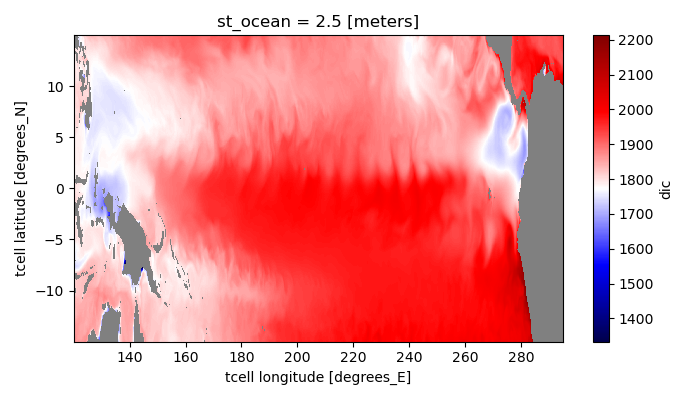 st_ocean = 2.5 [meters]
10
5
0
−5
−10
tcell latitude [degrees_N]
140 160 180 200 220 240 260 280
tcell longitude [degrees_E]
2200
2100
2000
1900
1800
1700
1600
1500
1400
dic